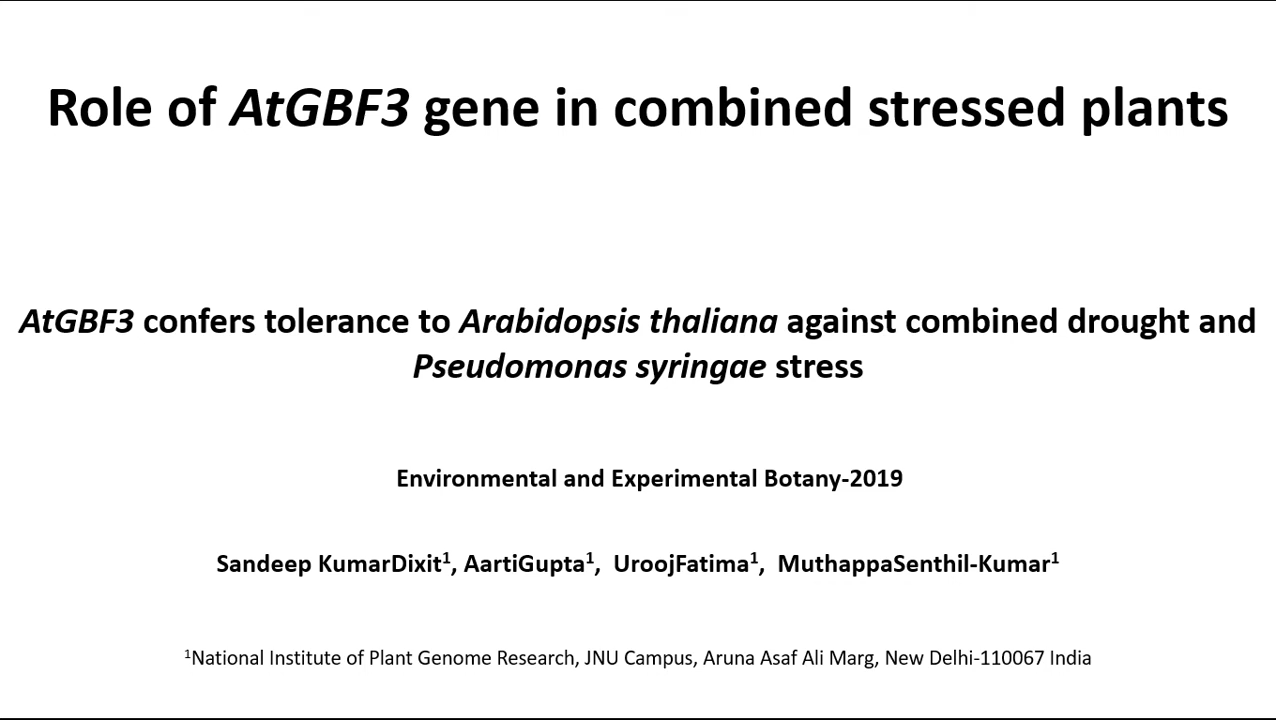 Role of AtGBF3 gene in combined stressed plants
AtGBF3 confers tolerance to Arabidopsis thaliana against combined drought and
Pseudomonas syringae stress
Environmental and Experimental Botany-2019
Sandeep KumarDixit¹, AartiGupta¹, UroojFatima¹, MuthappaSenthil-Kumar¹
¹National Institute of Plant Genome Research, JNU Campus, Aruna Asaf Ali Marg, New Delhi-110067 India